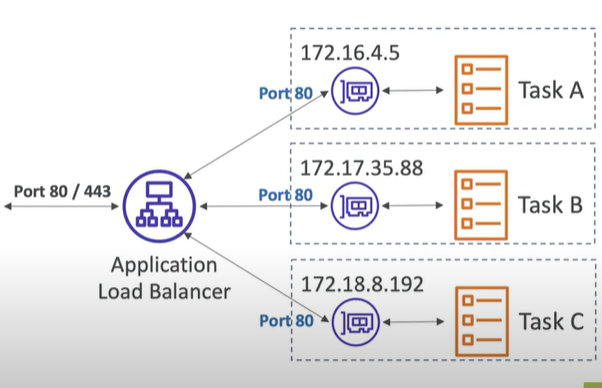 172.16.4.5
Port 80
Task A
172.17.35.88
Port 80 / 443
Port 80
Task B
Application
Load Balancer
172.18.8.192
Port 80
Task C